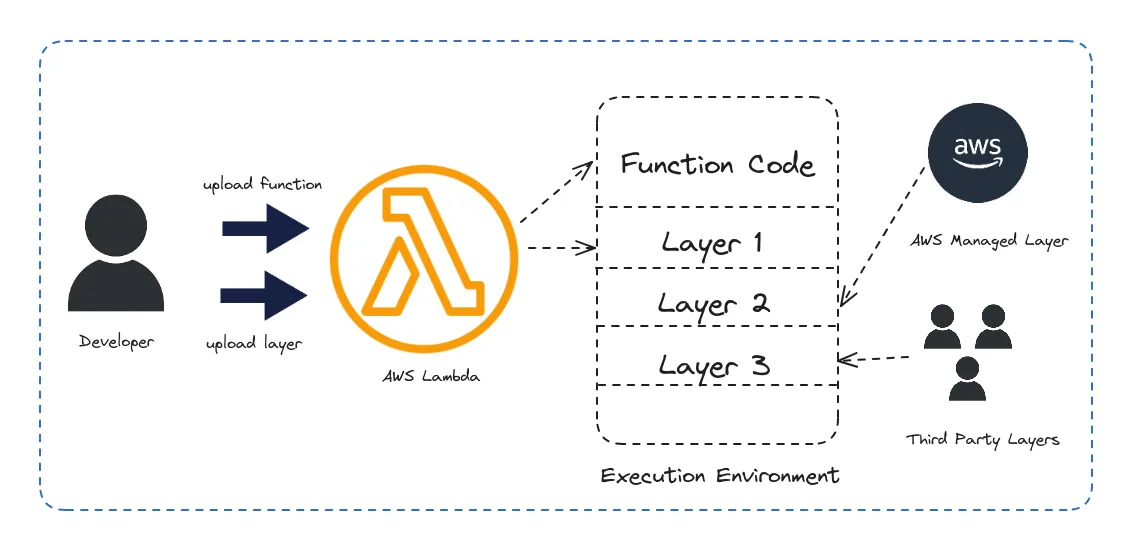 upload function
upload layer
Developer
AWS Lambda
Function Code
Layer 1
Layer 2
Layer 3
Execution Environment
aws
AWS Managed Layer
Third Party Layers